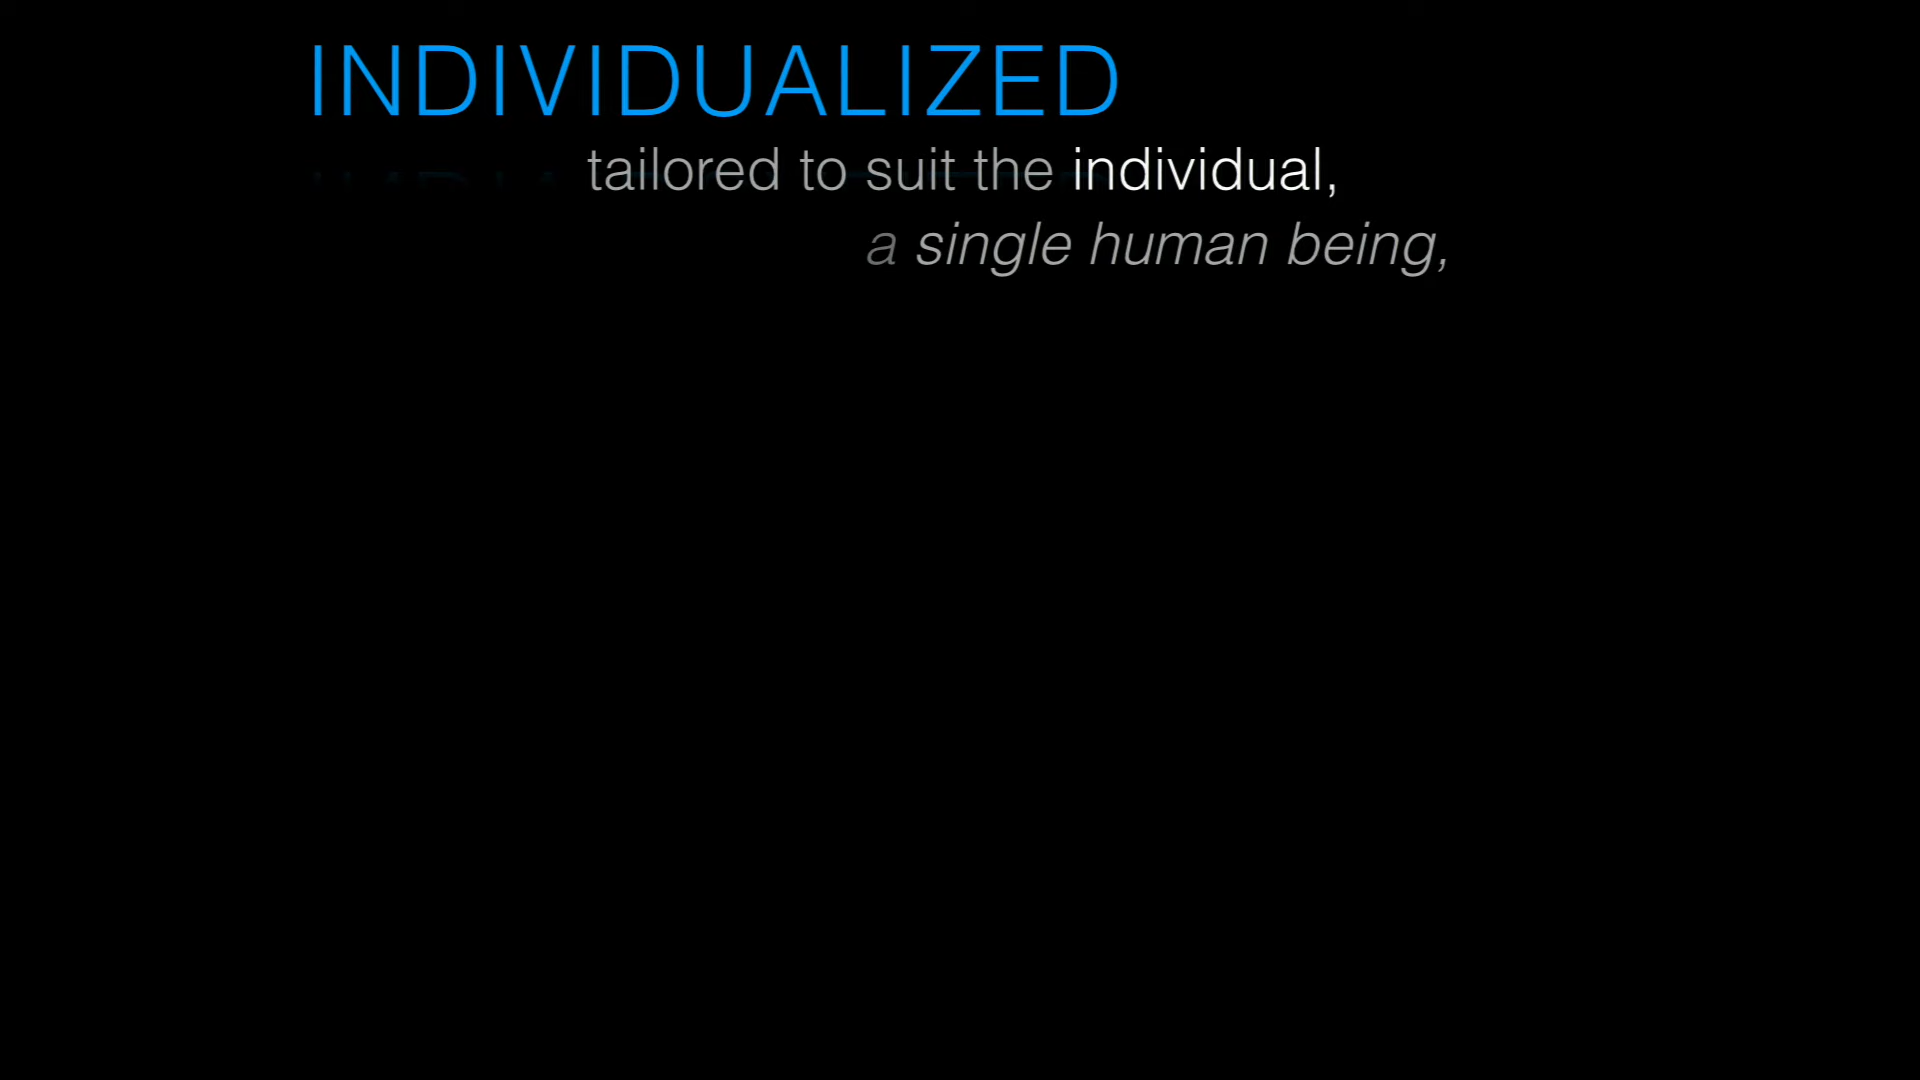 INDIVIDUALIZED
tailored to suit the individual,
a single human being,